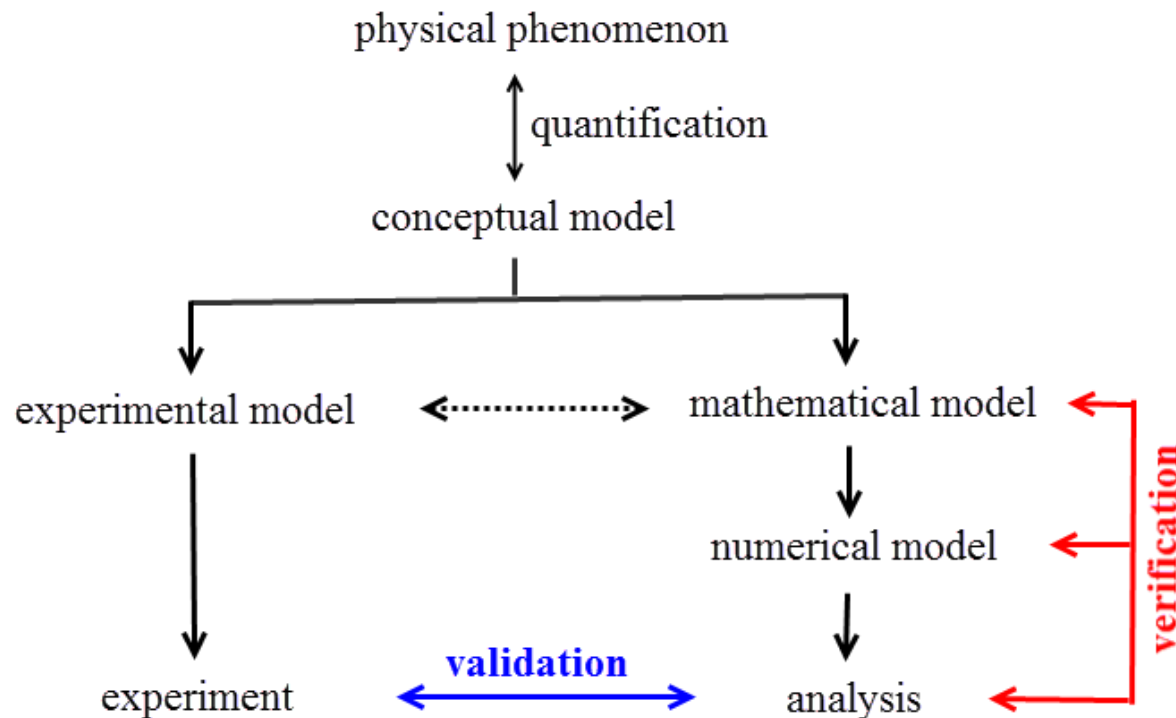 physical phenomenon
quantification
conceptual model
experimental model
mathematical model
numerical model
verification
validation
experiment
analysis